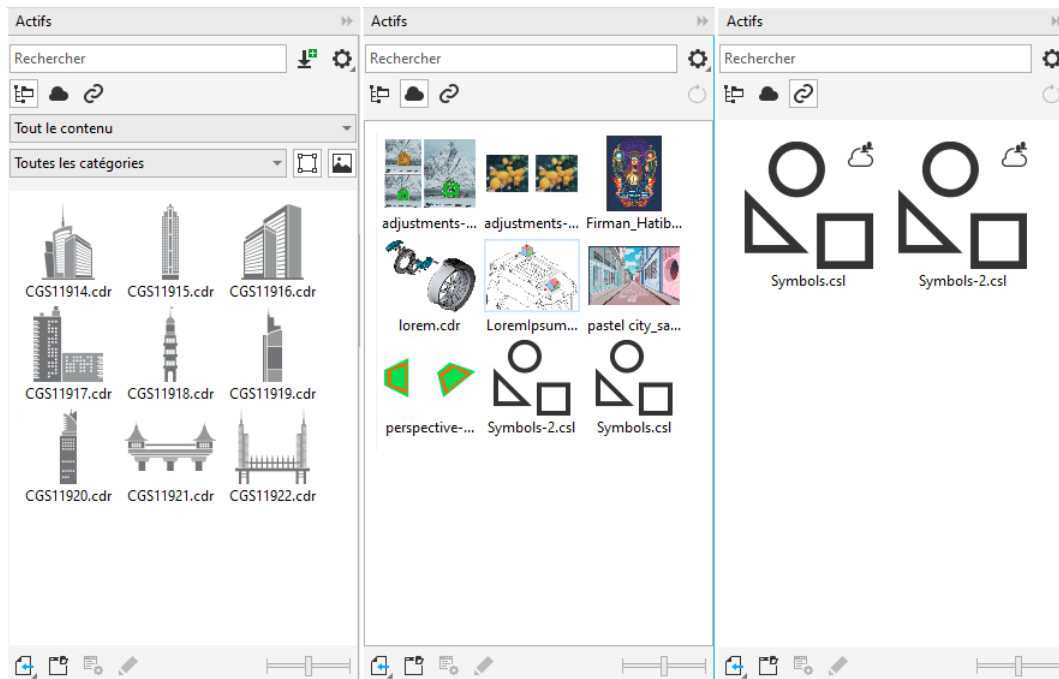 Actifs
Rechercher
Tout le contenu
Toutes les catégories
CGS11914.cdr CGS11915.cdr CGS11916.cdr
CGS11917.cdr CGS11918.cdr CGS11919.cdr
CGS11920.cdr CGS11921.cdr CGS11922.cdr
Actifs
Rechercher
adjustments-... adjustments-... Firman_Hatib...
lorem.cdr LoremIpsum... pastel city_sa...
perspective-... Symbols-2.csl Symbols.csl
Actifs
Rechercher
Symbols.csl Symbols-2.csl